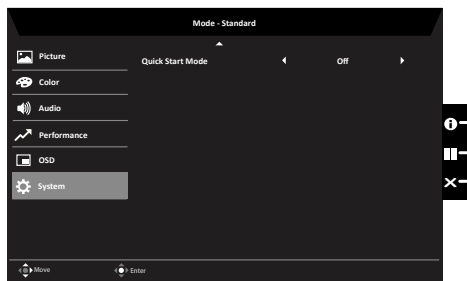 Mode - Standard
Picture
Quick Start Mode Off
Color
Audio
Performance
OSD
System
Move Enter